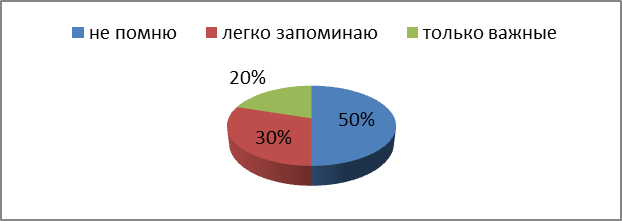 не помню легко запоминаю только важные
20%
50%
30%